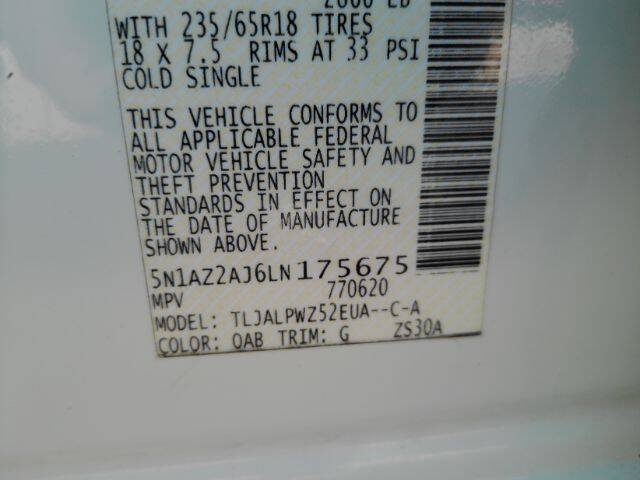 2600 LB
WITH 235/65R18 TIRES
18 X 7.5 RIMS AT 33 PSI
COLD SINGLE
THIS VEHICLE CONFORMS TO
ALL APPLICABLE FEDERAL
MOTOR VEHICLE SAFETY AND
THEFT PREVENTION
STANDARDS IN EFFECT ON
THE DATE OF MANUFACTURE
SHOWN ABOVE.
5N1AZ2AJ6LN175675
MPV 770620
MODEL: TLJALPWZ52EUA--C-A
COLOR: QAB TRIM: G ZS30A